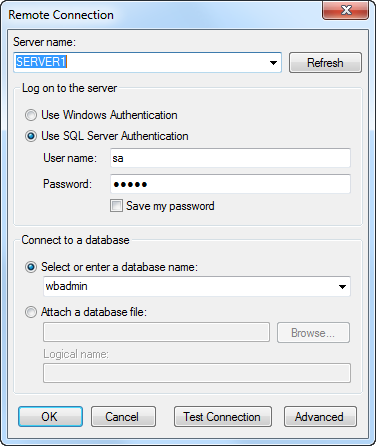 Remote Connection
Server name:
SERVER1
Refresh
Log on to the server
Use Windows Authentication
Use SQL Server Authentication
User name: sa
Password: ●●●●●
Save my password
Connect to a database
Select or enter a database name:
wbadmin
Attach a database file:
Browse...
Logical name:
OK Cancel Test Connection Advanced